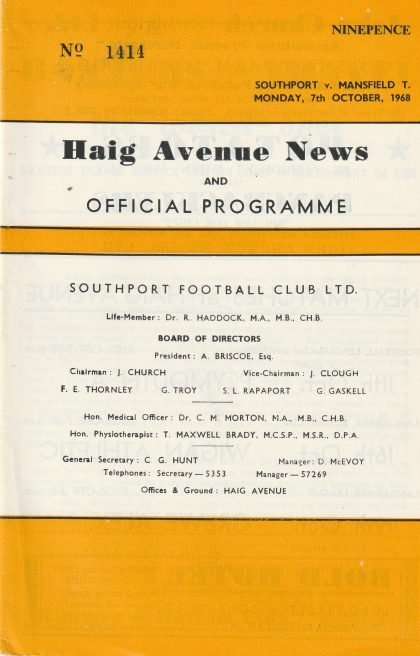 NINEPENCE
Nº 1414
SOUTHPORT v. MANSFIELD T.
MONDAY, 7th OCTOBER, 1968
Haig Avenue News
AND
OFFICIAL PROGRAMME
SOUTHPORT FOOTBALL CLUB LTD.
Life-Member : Dr. R. HADDOCK, M.A., M.B., CH.B.
BOARD OF DIRECTORS
President : A. BRISCOE, Esq.
Chairman : J. CHURCH Vice-Chairman : J. CLOUGH
F. E. THORNLEY G. TROY S. L. RAPAPORT G. GASKELL
Hon. Medical Officer : Dr. C. M. MORTON, N.A., M.B., C.H.B.
Hon. Physiotherapist : T. MAXWELL BRADY, M.C.S.P., M.S.R., D.P.A.
General Secretary : C. G. HUNT Manager : D. McEVOY
Telephones : Secretary—5353 Manager—57269
Offices & Ground : HAIG AVENUE